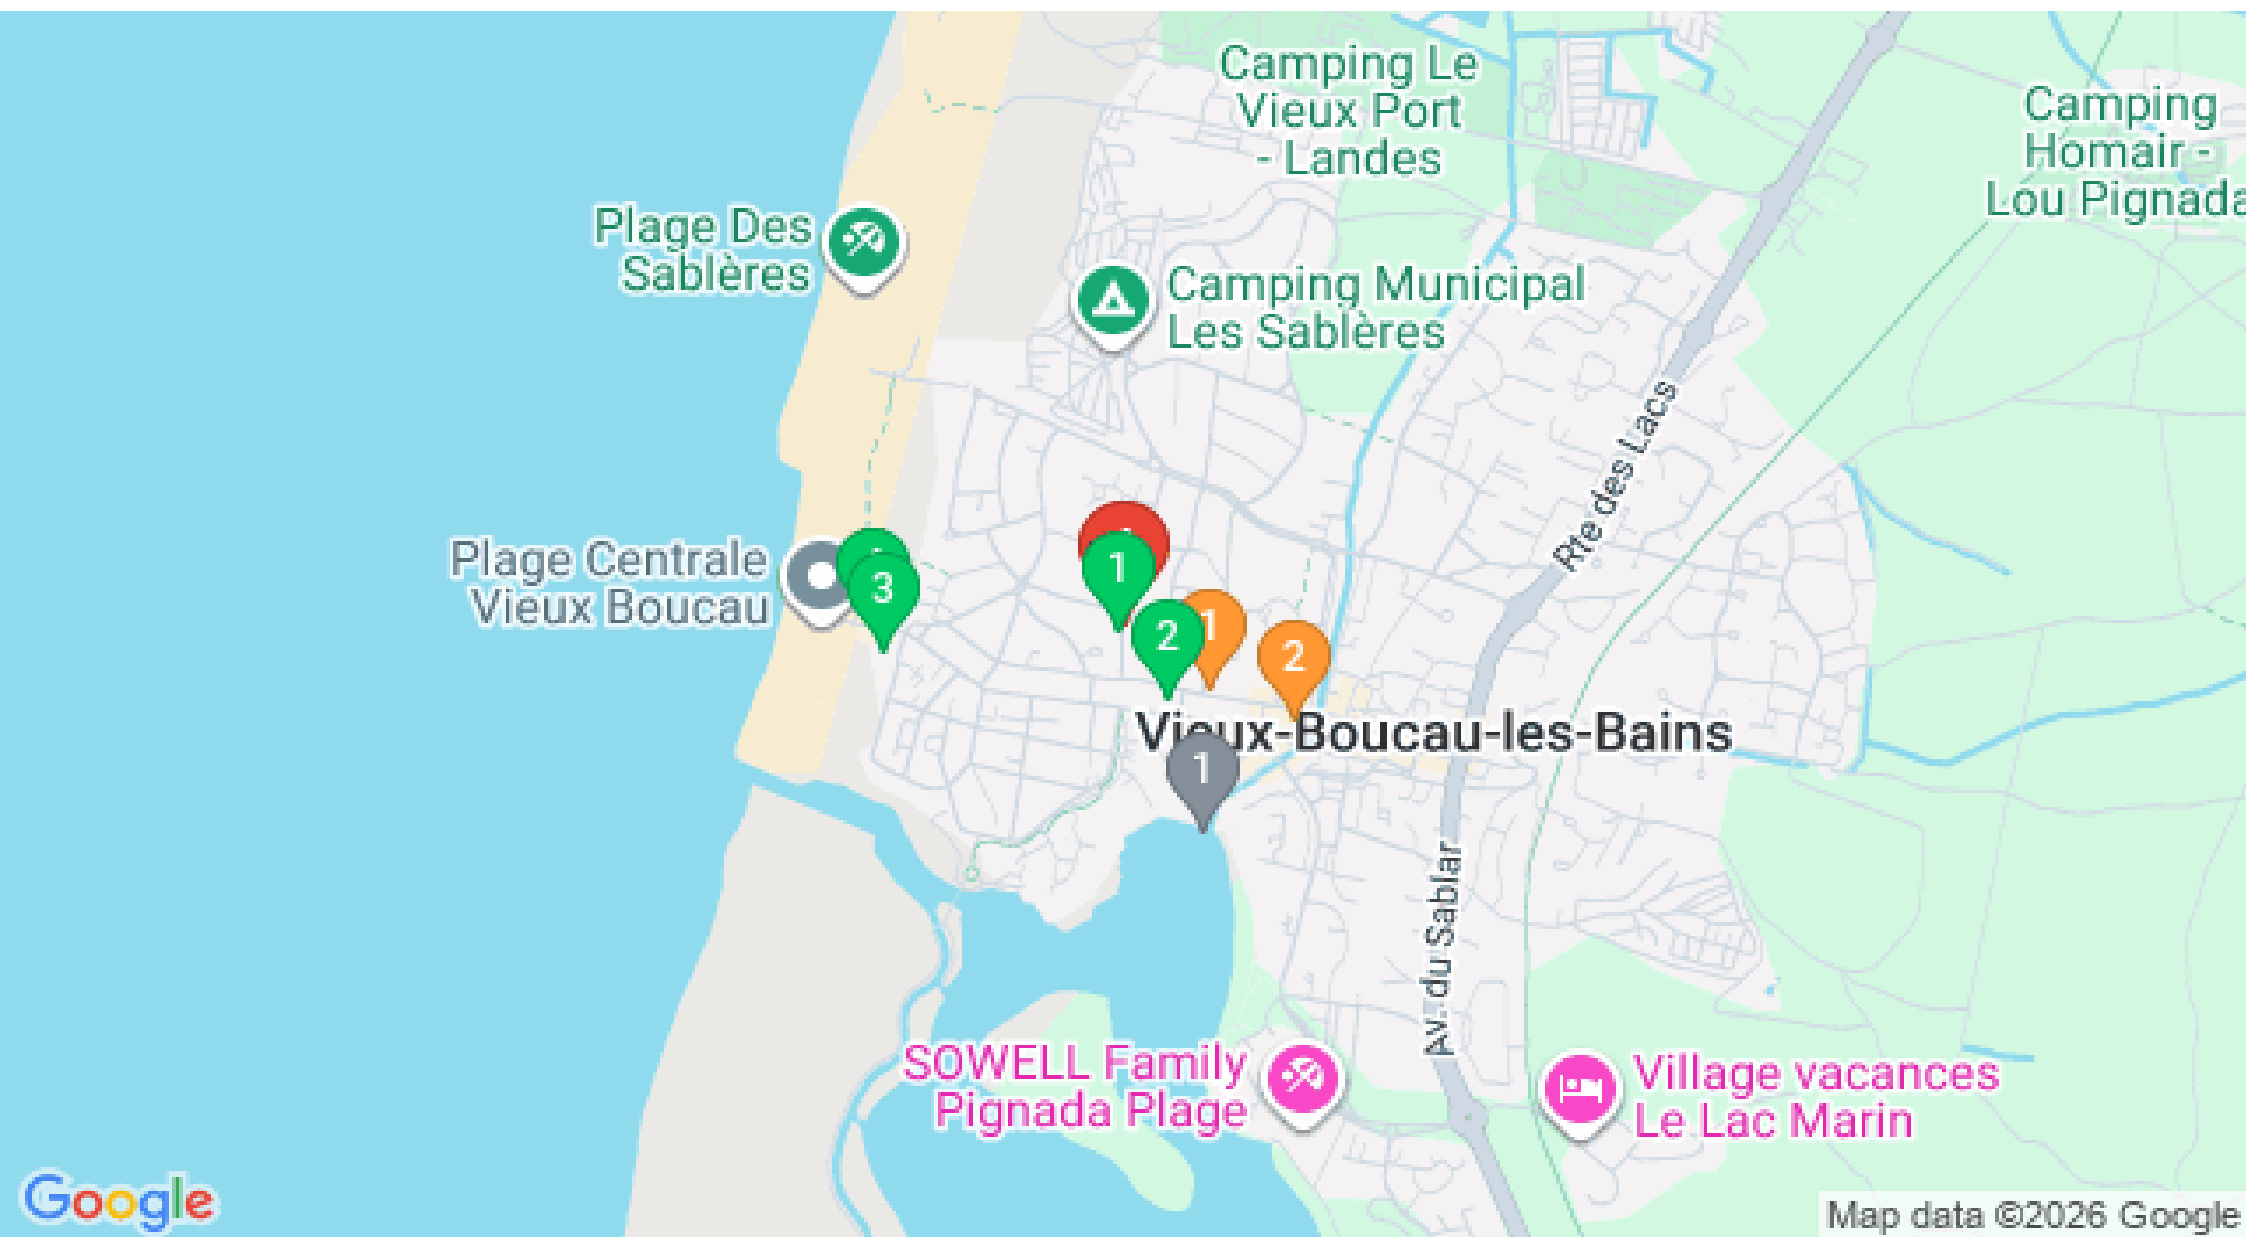 Camping Le
Vieux Port
- Landes
Camping
Homair -
Lou Pignada
Plage Des
Sablères
Camping Municipal
Les Sablères
Rte des Lacs
Plage Centrale
Vieux Boucau
1
3
2
1
2
Vieux-Boucau-les-Bains
1
Av. du Sablar
SOWELL Family
Pignada Plage
Village vacances
Le Lac Marin
Google
Map data ©2026 Google